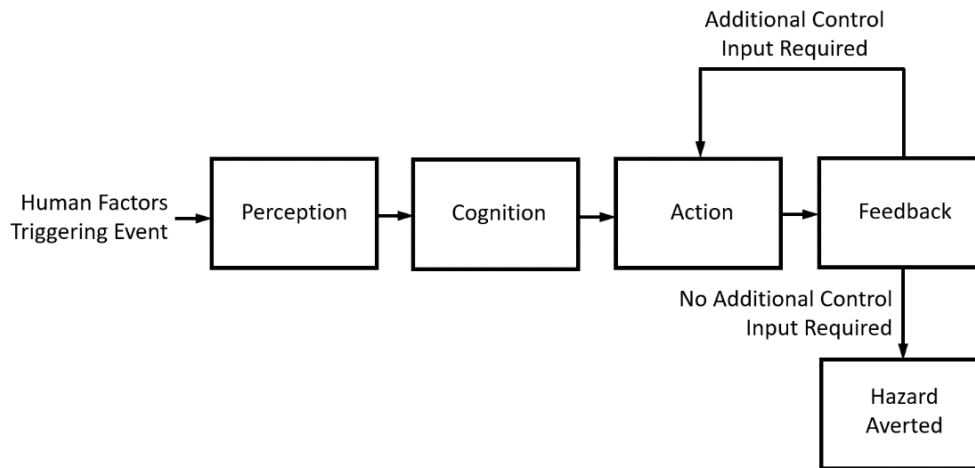 Additional Control
Input Required
Human Factors
Triggering Event
Perception
Cognition
Action
Feedback
No Additional Control
Input Required
Hazard
Averted